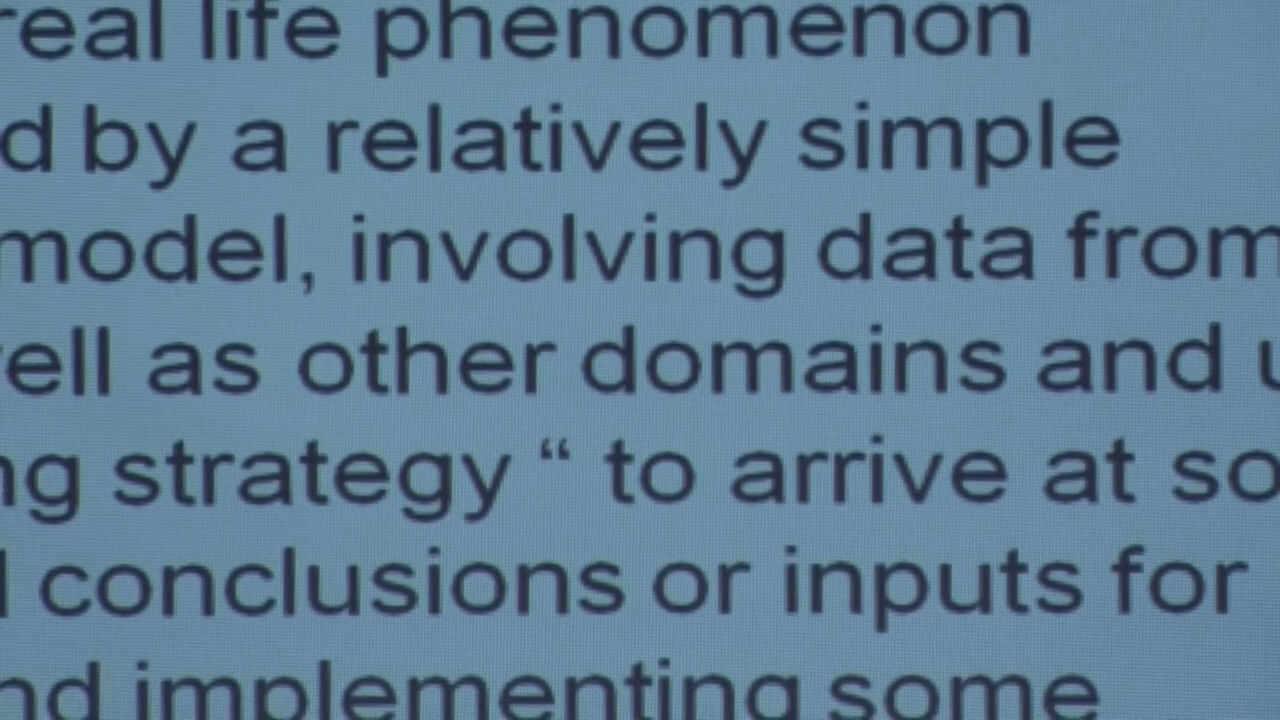 real life phenomenon
d by a relatively simple
model, involving data from
ell as other domains and u
ng strategy “ to arrive at so
conclusions or inputs for
nd implementing some